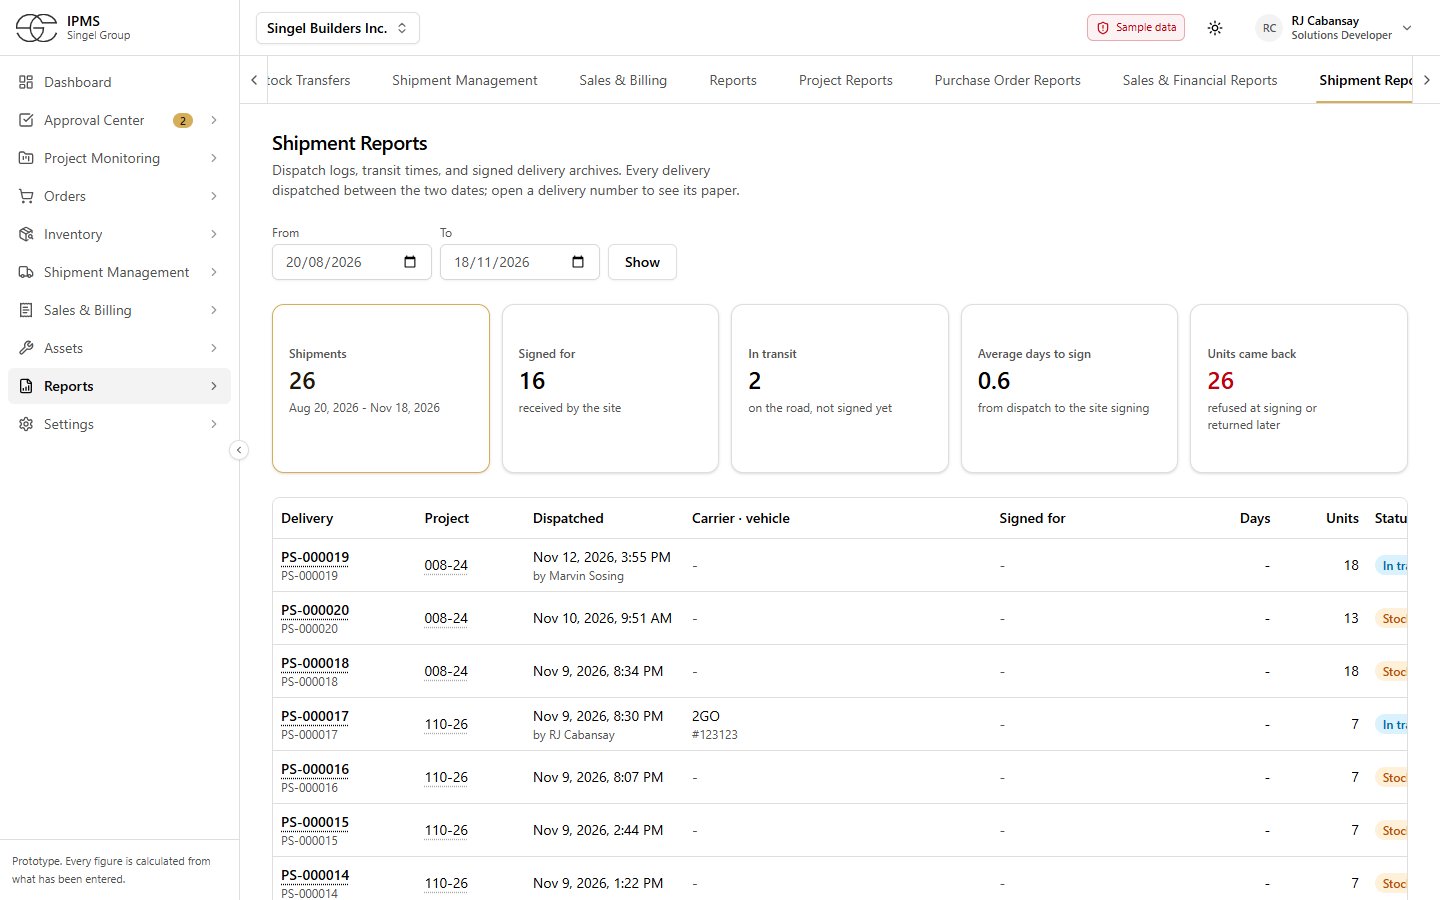 IPMS
Singel Group
Singel Builders Inc.
Sample data
RC
RJ Cabansay
Solutions Developer
Dashboard
Approval Center 2
Project Monitoring
Orders
Inventory
Shipment Management
Sales & Billing
Assets
Reports
Settings
Prototype. Every figure is calculated from
what has been entered.
tock Transfers Shipment Management Sales & Billing Reports Project Reports Purchase Order Reports Sales & Financial Reports Shipment Repo
Shipment Reports
Dispatch logs, transit times, and signed delivery archives. Every delivery
dispatched between the two dates; open a delivery number to see its paper.
From To
20/08/2026 18/11/2026 Show
Shipments
26
Aug 20, 2026 - Nov 18, 2026
Signed for
16
received by the site
In transit
2
on the road, not signed yet
Average days to sign
0.6
from dispatch to the site signing
Units came back
26
refused at signing or
returned later
Delivery Project Dispatched Carrier · vehicle Signed for Days Units Statu
PS-000019 008-24 Nov 12, 2026, 3:55 PM - - - 18 In tra
PS-000019 by Marvin Sosing
PS-000020 008-24 Nov 10, 2026, 9:51 AM - - - 13 Stoc
PS-000020
PS-000018 008-24 Nov 9, 2026, 8:34 PM - - - 18 Stoc
PS-000018
PS-000017 110-26 Nov 9, 2026, 8:30 PM 2GO - - 7 In tra
PS-000017 by RJ Cabansay #123123
PS-000016 110-26 Nov 9, 2026, 8:07 PM - - - 7 Stoc
PS-000016
PS-000015 110-26 Nov 9, 2026, 2:44 PM - - - 7 Stoc
PS-000015
PS-000014 110-26 Nov 9, 2026, 1:22 PM - - - 7 Stoc
PS-000014